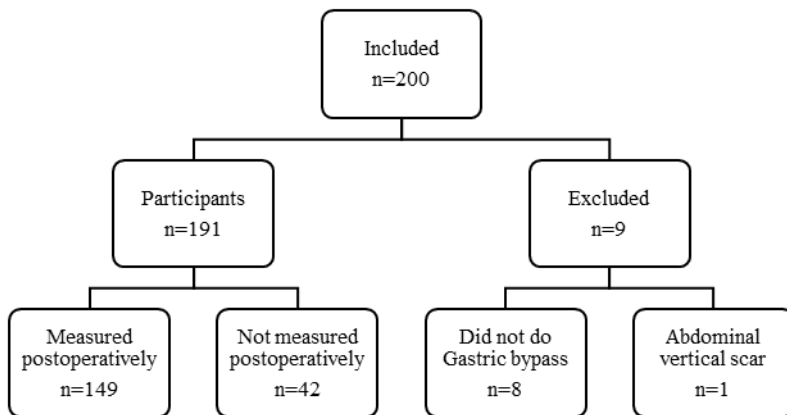 Included
n=200
Participants
n=191
Excluded
n=9
Measured
postoperatively
n=149
Not measured
postoperatively
n=42
Did not do
Gastric bypass
n=8
Abdominal
vertical scar
n=1